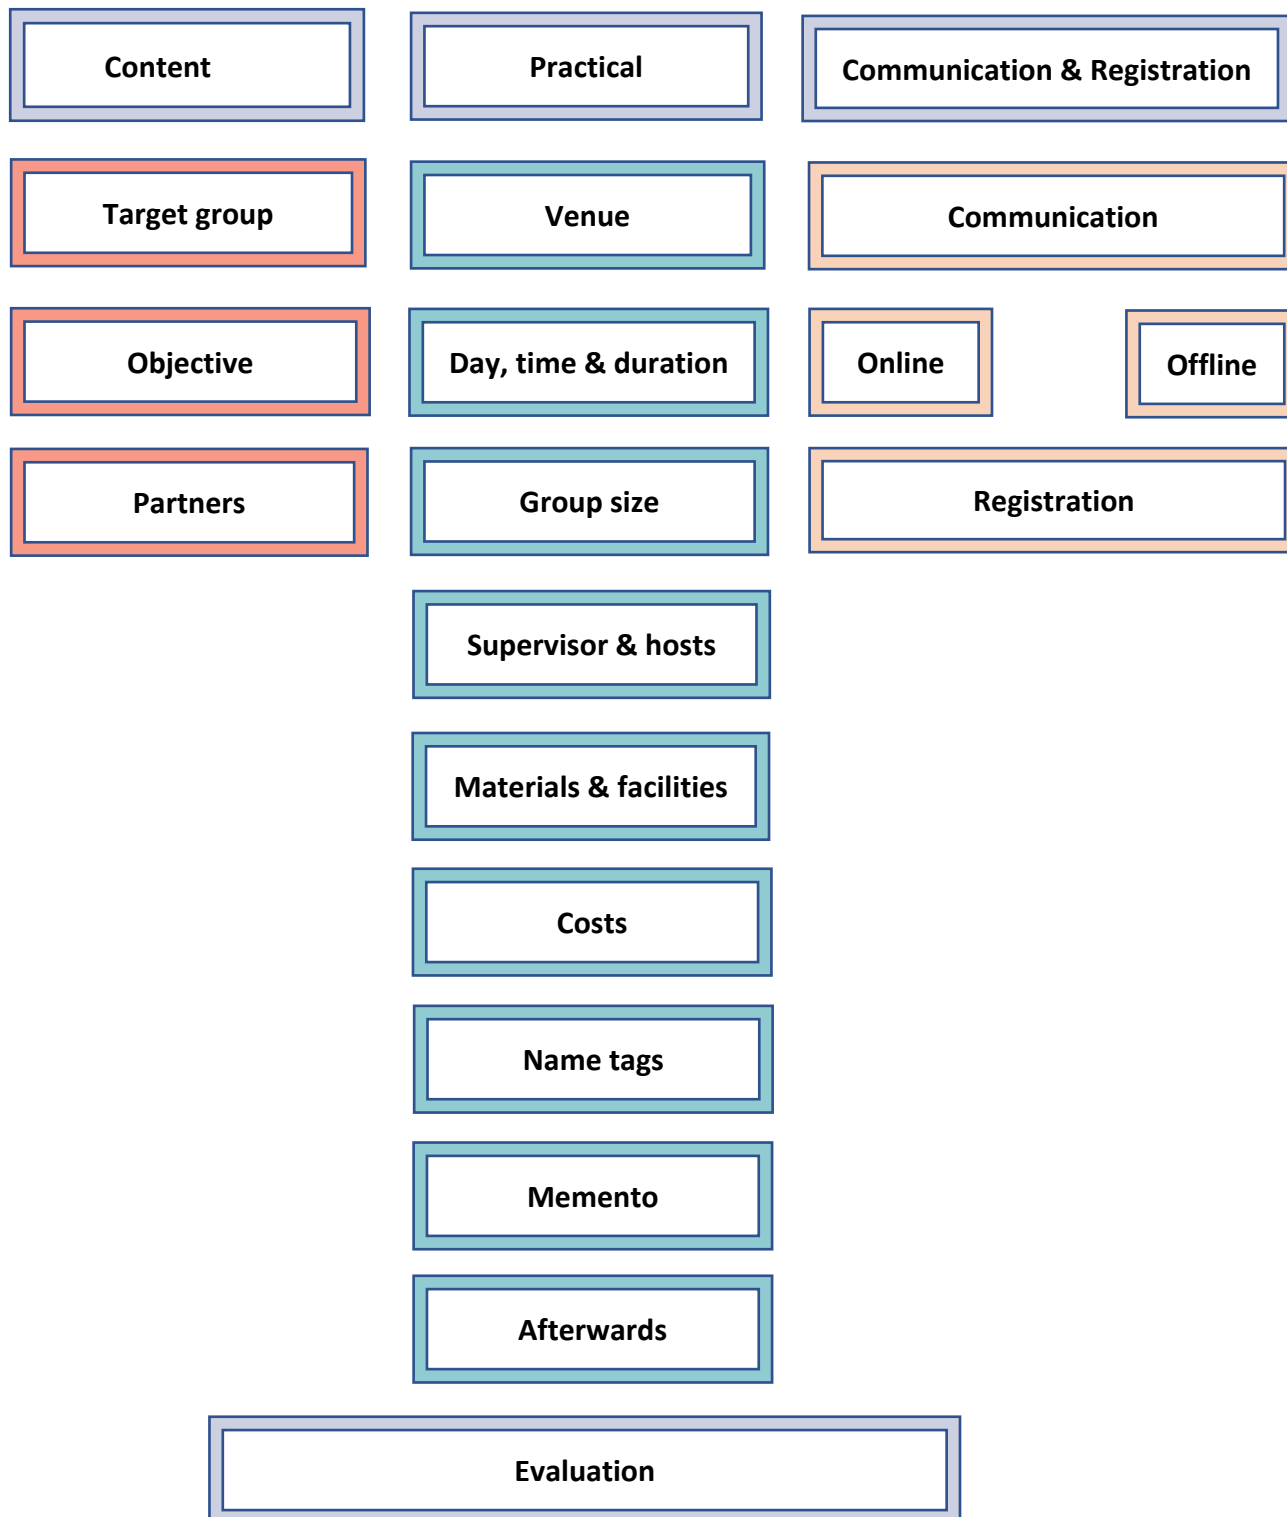 Content
Practical
Communication & Registration
Target group
Venue
Communication
Objective
Day, time & duration
Online
Offline
Partners
Group size
Registration
Supervisor & hosts
Materials & facilities
Costs
Name tags
Memento
Afterwards
Evaluation